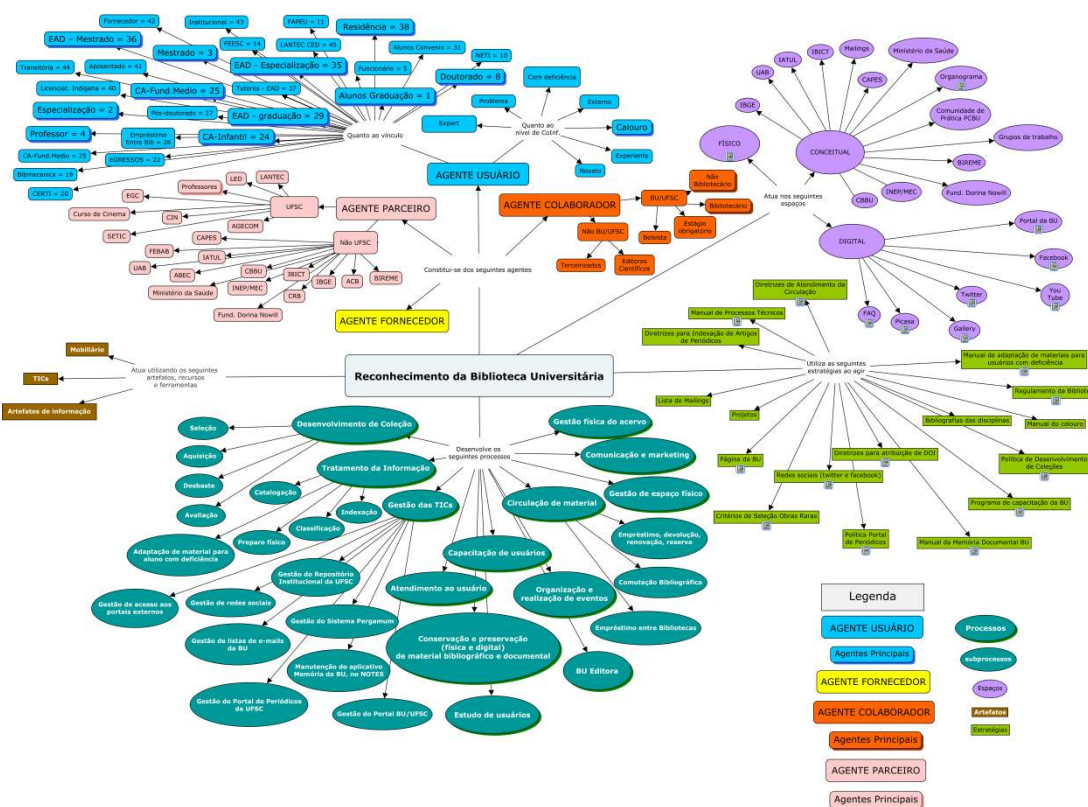 Fornecedor = 42
Institucional = 43
FAPEU = 11
Residência = 38
EAD – Mestrado = 36
FEESC = 14
LANTEC CED = 45
Alunos Convenio = 31
Mestrado = 3
NETI = 10
Transitória = 44
Aposentado = 41
EAD - Especialização = 35
Funcionário = 5
Doutorado = 8
Licenciat. Indígena = 40
CA-Fund.Medio = 25
Tutores - EAD = 37
Alunos Graduação = 1
Especialização = 2
Pós-doutorado = 27
EAD - graduação = 29
Professor = 4
Empréstimo
Entre Bib = 26
CA-Infantil = 24
Quanto ao vínculo
CA-Fund.Medio = 25
EGRESSOS = 22
Bibmecanica = 19
CERTI = 20
Com deficiência
Problema
Externo
Expert
Quanto ao
nível de CoInf.
Calouro
Experiente
Novato
AGENTE USUÁRIO
LED
LANTEC
Professores
EGC
UFSC
AGENTE PARCEIRO
Curso de Cinema
CIN
SETIC
AGECOM
CAPES
Não UFSC
FEBAB
IATUL
UAB
ABEC
CBBU
IBICT
BIREME
INEP/MEC
IBGE
ACB
Ministério da Saúde
CRB
Fund. Dorina Nowill
AGENTE COLABORADOR
BU/UFSC
Não
Bibliotecário
Bibliotecário
Não BU/UFSC
Bolsista
Estágio
obrigatório
Terceirizados
Editores
Científicos
Constitui-se dos seguintes agentes
AGENTE FORNECEDOR
FÍSICO
Atua nos seguintes
espaços
IBICT
Mailings
Ministério da Saúde
IATUL
UAB
CAPES
Organograma
IBGE
Comunidade de
Prática PCBU
CONCEITUAL
Grupos de trabalho
BIREME
CBBU
INEP/MEC
Fund. Dorina Nowill
DIGITAL
Portal da
BU
Facebook
You
Tube
Twitter
FAQ
Picasa
Gallery
Mobiliário
TICs
Artefatos de informação
Atua utilizando os seguintes
artefatos, recursos
e ferramentas
Reconhecimento da Biblioteca Universitária
Diretrizes de Atendimento da
Circulação
Manual de Processos Técnicos
Diretrizes para Indexação de Artigos
de Periódicos
Utiliza as seguintes
estratégias ao agir
Manual de adaptação de materiais para
usuários com deficiência
Lista de Mailings
Regulamento da Bibliote
Projetos
Bibliografias das disciplinas
Manual do calouro
Página da BU
Diretrizes para atribuição de DOI
Redes sociais (twitter e facebook)
Política de Desenvolvimento
de Coleções
Programa de capacitação da BU
Critérios de Seleção Obras Raras
Política Portal
de Periódicos
Manual da Memória Documental BU
Desenvolve os
seguintes processos
Seleção
Desenvolvimento de Coleção
Aquisição
Desbaste
Avaliação
Tratamento da Informação
Catalogação
Indexação
Classificação
Preparo físico
Adaptação de material para
aluno com deficiência
Gestão das TICs
Gestão do Repositório
Institucional da UFSC
Gestão de acesso aos
portais externos
Gestão de redes sociais
Gestão do Sistema Pergamum
Gestão de listas de e-mails
da BU
Manutenção do aplicativo
Memória da BU, no NOTES
Gestão do Portal de Periódicos
da UFSC
Gestão do Portal BU/UFSC
Gestão física do acervo
Comunicação e marketing
Gestão de espaço físico
Circulação de material
Empréstimo, devolução,
renovação, reserva
Comutação Bibliográfica
Empréstimo entre Bibliotecas
Capacitação de usuários
Atendimento ao usuário
Organização e
realização de eventos
Conservação e preservação
(física e digital)
de material bibliográfico e documental
BU Editora
Estudo de usuários
Legenda
AGENTE USUÁRIO
Agentes Principais
AGENTE FORNECEDOR
AGENTE COLABORADOR
Agentes Principais
AGENTE PARCEIRO
Agentes Principais
Processos
subprocessos
Espaços
Artefatos
Estratégias